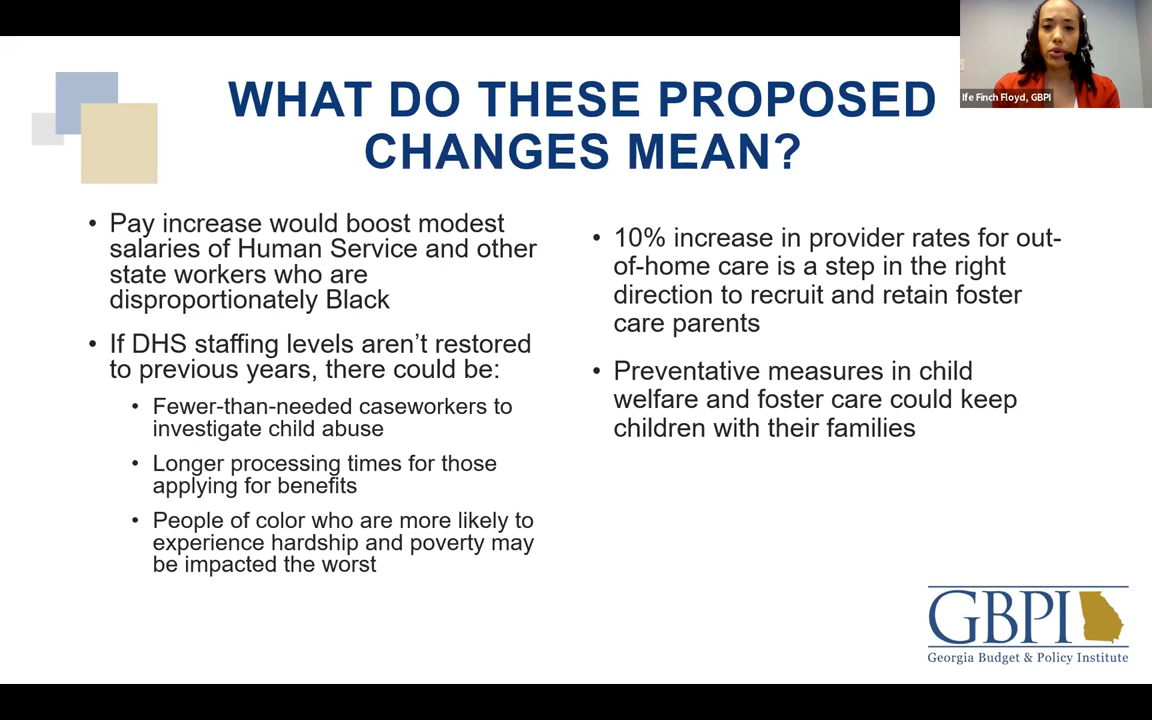 WHAT DO THESE PROPOSED
CHANGES MEAN?
Ife Finch Floyd, GBPI
• Pay increase would boost modest
salaries of Human Service and other
state workers who are
disproportionately Black
• If DHS staffing levels aren’t restored
to previous years, there could be:
• Fewer-than-needed caseworkers to
investigate child abuse
• Longer processing times for those
applying for benefits
• People of color who are more likely to
experience hardship and poverty may
be impacted the worst
• 10% increase in provider rates for out-
of-home care is a step in the right
direction to recruit and retain foster
care parents
• Preventative measures in child
welfare and foster care could keep
children with their families
GBPI
Georgia Budget & Policy Institute